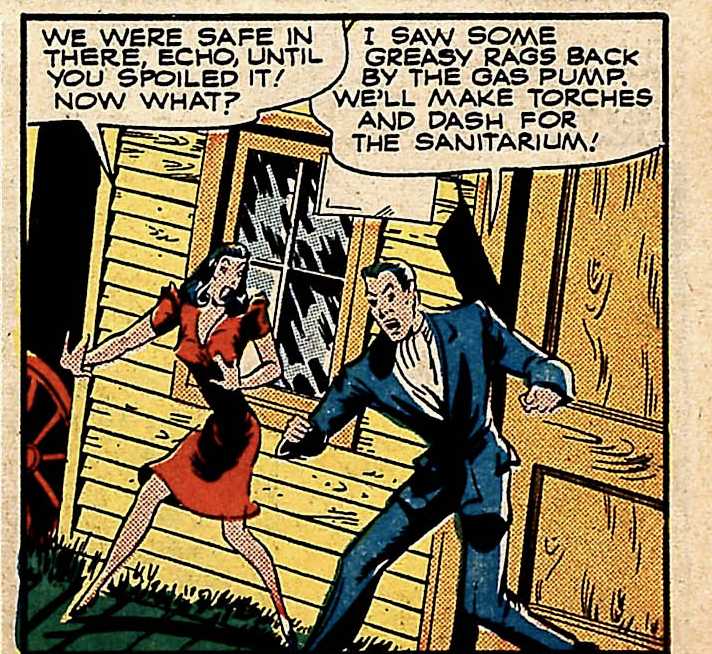 WE WERE SAFE IN
THERE, ECHO, UNTIL
YOU SPOILED IT!
NOW WHAT?
I SAW SOME
GREASY RAGS BACK
BY THE GAS PUMP.
WE'LL MAKE TORCHES
AND DASH FOR
THE SANITARIUM!